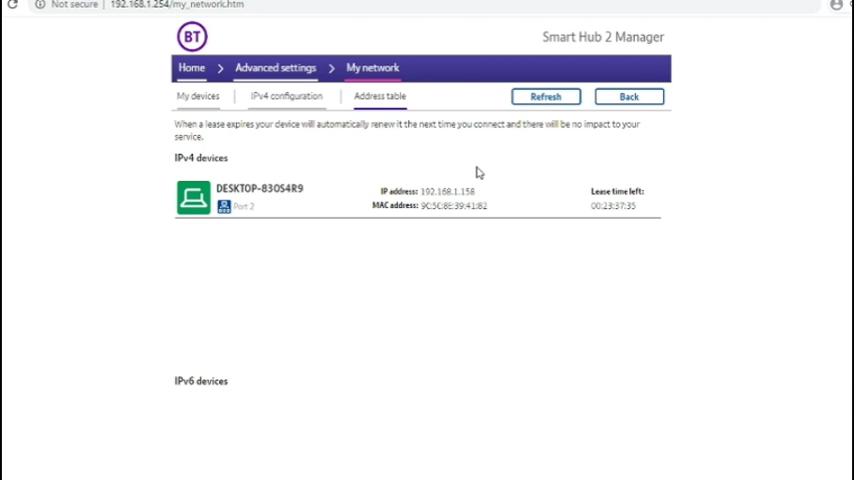 Not secure | 192.168.1.254/my_network.htm
BT
Smart Hub 2 Manager
Home > Advanced settings > My network
My devices | IPv4 configuration | Address table
Refresh
Back
When a lease expires your device will automatically renew it the next time you connect and there will be no impact to your
service.
IPv4 devices
DESKTOP-83OS4R9
IP address: 192.168.1.158
Lease time left:
Port 2
MAC address: 9C:5C:8E:39:41:82
00:23:37:35
IPv6 devices